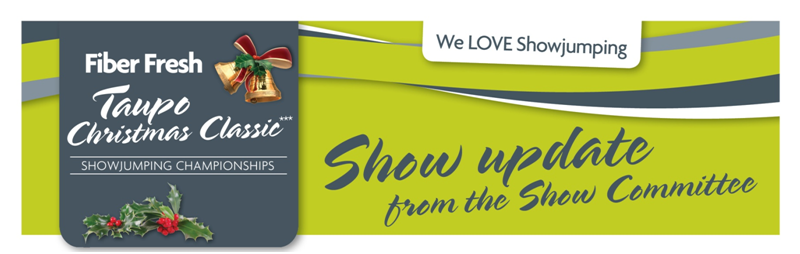 Fiber Fresh
Taupo
Christmas Classic***
SHOWJUMPING CHAMPIONSHIPS
We LOVE Showjumping
Show update
from the Show Committee